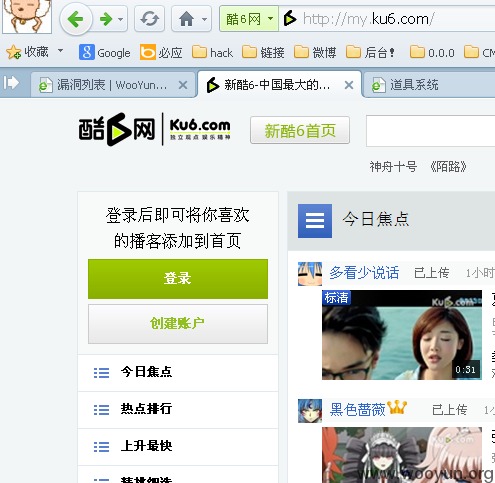 酷6网 http://my.ku6.com/
收藏 Google 必应 hack 链接 微博 后台! 0.0.0
漏洞列表 | WooYun... 新酷6-中国最大的... 道具系统
酷6网 Ku6.com 新酷6首页
独立观点 娱乐精神
神舟十号 《陌路》
登录后即可将你喜欢
的播客添加到首页
登录
创建账户
今日焦点
热点排行
上升最快
今日焦点
多看少说话 已上传 1小时
标清 Ku6.com
0:31
黑色蔷薇 已上传
Ku6.com
www.wooyun.org